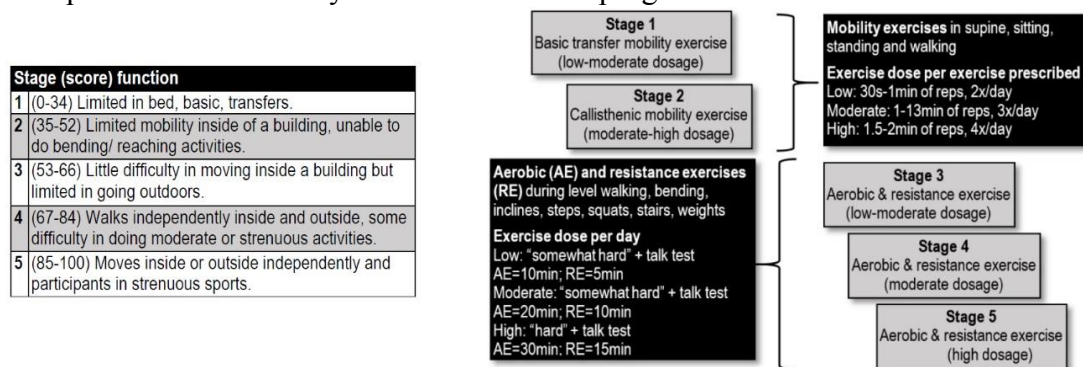 Stage (score) function
1 (0-34) Limited in bed, basic, transfers.
2 (35-52) Limited mobility inside of a building, unable to
do bending/ reaching activities.
3 (53-66) Little difficulty in moving inside a building but
limited in going outdoors.
4 (67-84) Walks independently inside and outside, some
difficulty in doing moderate or strenuous activities.
5 (85-100) Moves inside or outside independently and
participants in strenuous sports.
Stage 1
Basic transfer mobility exercise
(low-moderate dosage)
Stage 2
Callisthenic mobility exercise
(moderate-high dosage)
Mobility exercises in supine, sitting,
standing and walking
Exercise dose per exercise prescribed
Low: 30s-1min of reps, 2x/day
Moderate: 1-13min of reps, 3x/day
High: 1.5-2min of reps, 4x/day
Aerobic (AE) and resistance exercises
(RE) during level walking, bending,
inclines, steps, squats, stairs, weights
Exercise dose per day
Low: “somewhat hard” + talk test
AE=10min; RE=5min
Moderate: “somewhat hard” + talk test
AE=20min; RE=10min
High: “hard” + talk test
AE=30min; RE=15min
Stage 3
Aerobic & resistance exercise
(low-moderate dosage)
Stage 4
Aerobic & resistance exercise
(moderate dosage)
Stage 5
Aerobic & resistance exercise
(high dosage)